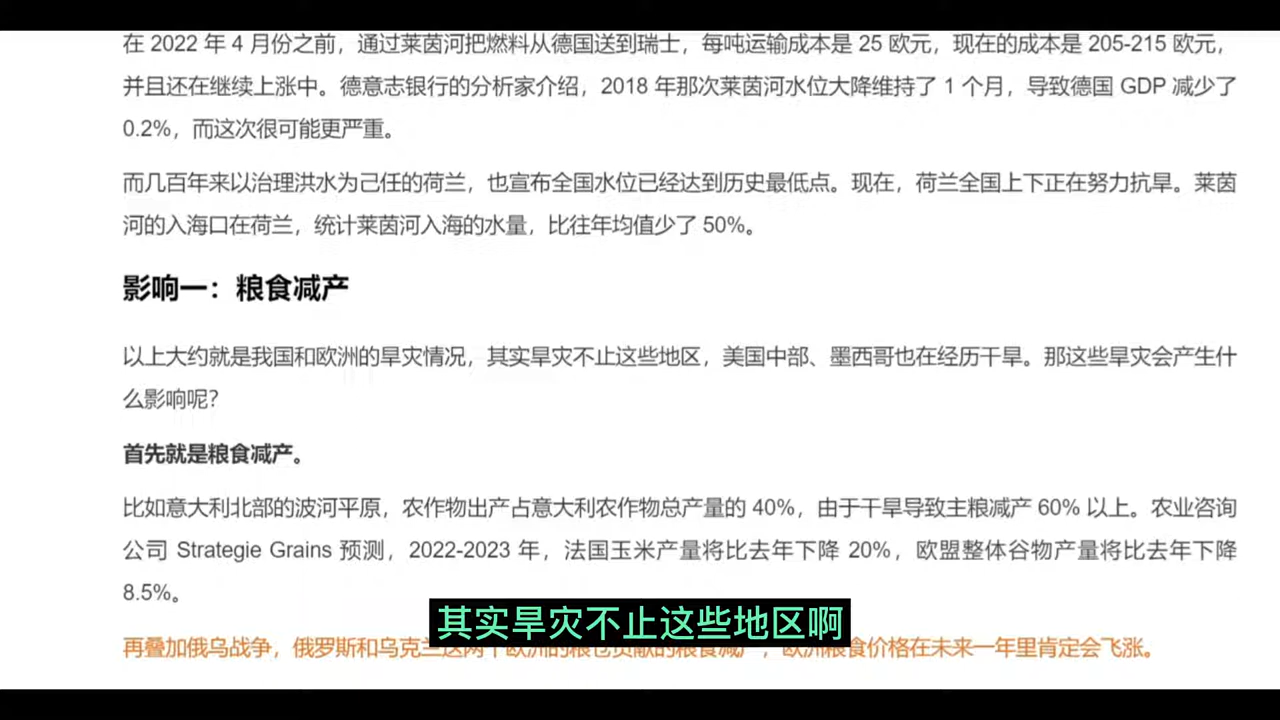 在 2022 年 4 月份之前，通过莱茵河把燃料从德国送到瑞士，每吨运输成本是 25 欧元，现在的成本是 205-215 欧元，
并且还在继续上涨中。德意志银行的分析家介绍，2018 年那次莱茵河水位大降维持了 1 个月，导致德国 GDP 减少了
0.2%，而这次很可能更严重。
而几百年来以治理洪水为己任的荷兰，也宣布全国水位已经达到历史最低点。现在，荷兰全国上下正在努力抗旱。莱茵
河的入海口在荷兰，统计莱茵河入海的水量，比往年均值少了 50%。
影响一：粮食减产
以上大约就是我国和欧洲的旱灾情况，其实旱灾不止这些地区，美国中部、墨西哥也在经历干旱。那这些旱灾会产生什
么影响呢？
首先就是粮食减产。
比如意大利北部的波河平原，农作物出产占意大利农作物总产量的 40%，由于干旱导致主粮减产 60% 以上。农业咨询
公司 Strategie Grains 预测，2022-2023 年，法国玉米产量将比去年下降 20%，欧盟整体谷物产量将比去年下降
8.5%。
其实旱灾不止这些地区啊
再叠加俄乌战争，俄罗斯和乌克兰这两个欧洲的粮仓贡献的粮食减产，欧洲粮食价格在未来一年里肯定会飞涨。